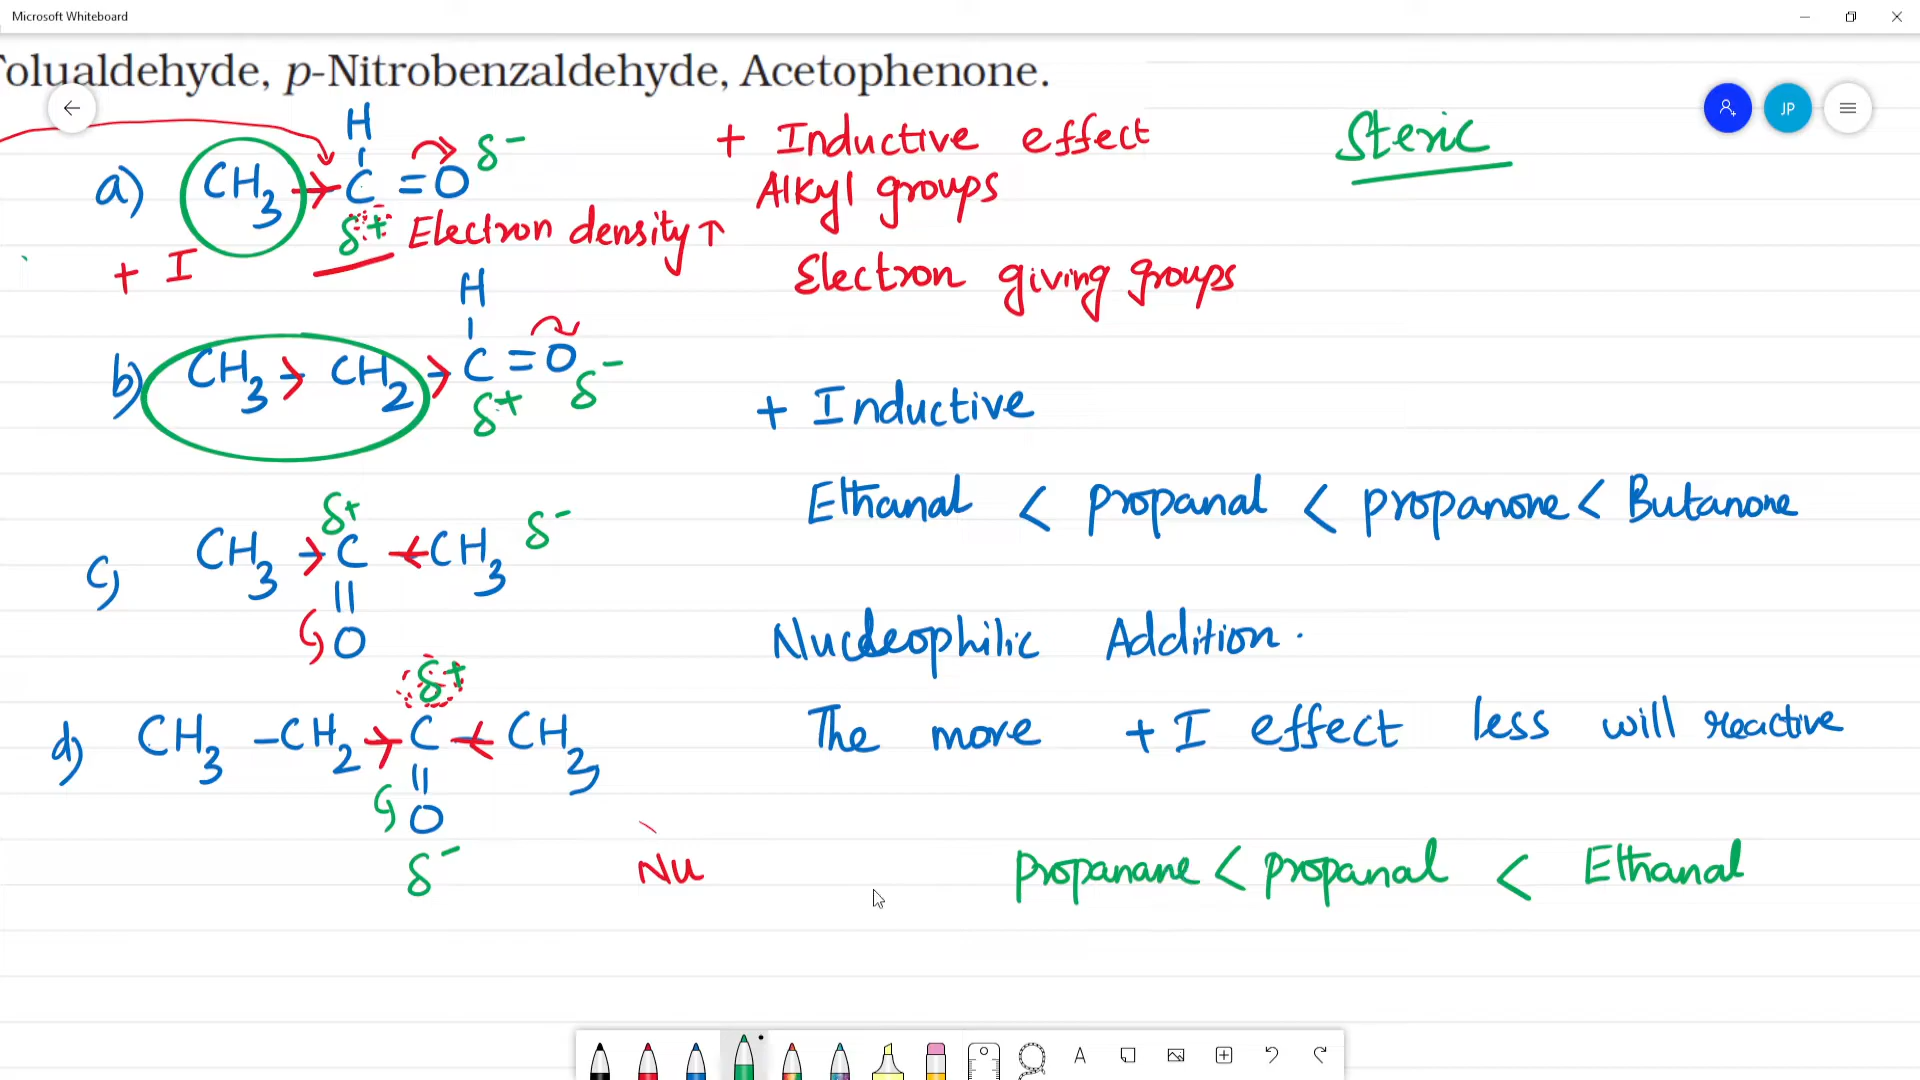 Microsoft Whiteboard
olualdehyde, p-Nitrobenzaldehyde, Acetophenone.
JP
H
a) CH3 → C = O δ-
δ+
+ I
Electron density ↑
+ Inductive effect
Alkyl groups
Electron giving groups
Steric
H
b) CH3 → CH2 → C = O δ-
δ+
+ Inductive
Ethanal < propanal < propanone < Butanone
δ+
c) CH3 → C ← CH3 δ-
||
O
Nucleophilic Addition.
δ+
d) CH3 - CH2 → C ← CH3
||
O
δ-
The more + I effect less will reactive
Nu
propanane < propanal < Ethanal
A